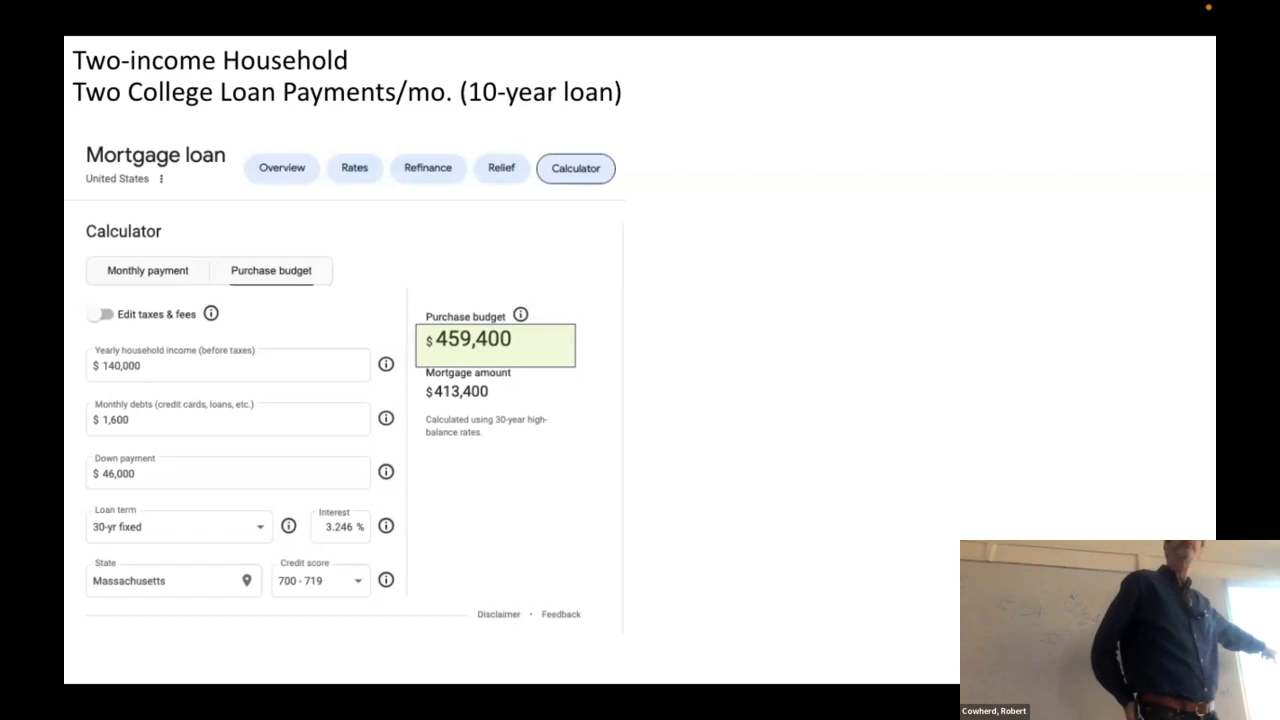 Two-income Household
Two College Loan Payments/mo. (10-year loan)
Mortgage loan
United States
Overview
Rates
Refinance
Relief
Calculator
Calculator
Monthly payment
Purchase budget
Edit taxes & fees
Yearly household income (before taxes)
$ 140,000
Monthly debts (credit cards, loans, etc.)
$ 1,600
Down payment
$ 46,000
Loan term
30-yr fixed
Interest
3.246 %
State
Massachusetts
Credit score
700 - 719
Purchase budget
$459,400
Mortgage amount
$413,400
Calculated using 30-year high-
balance rates.
Disclaimer • Feedback
Cowherd, Robert